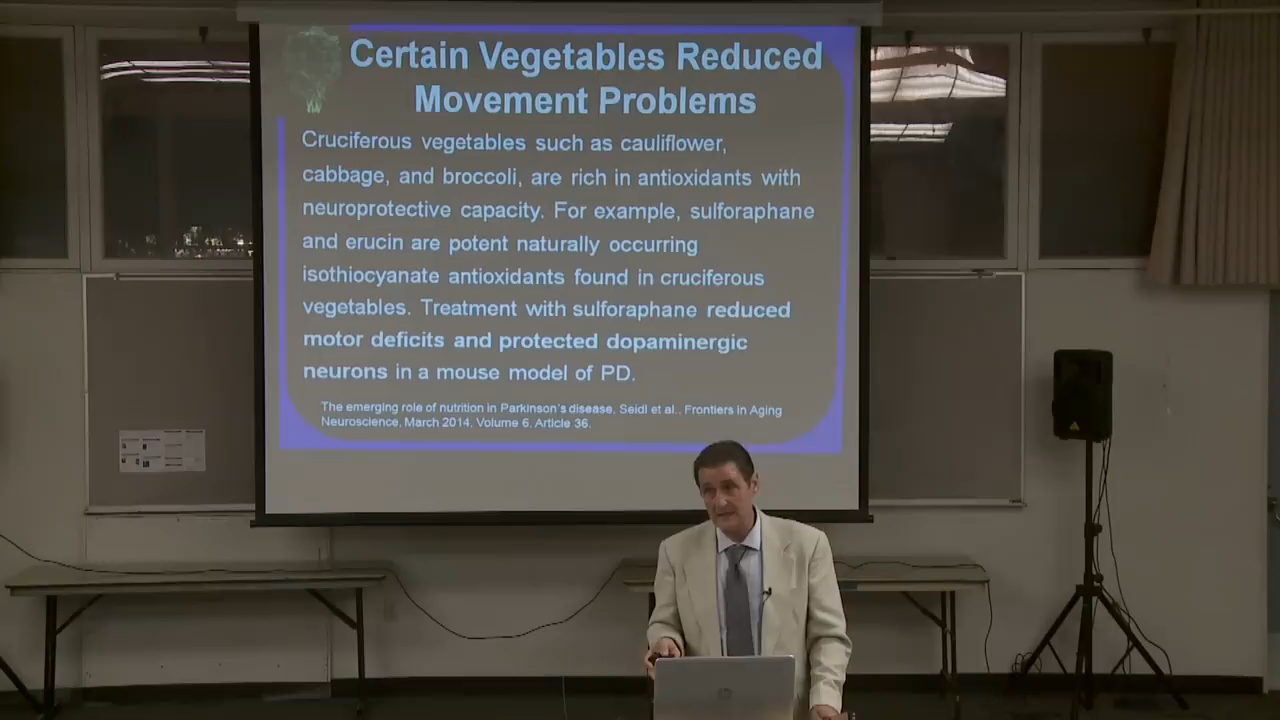 Certain Vegetables Reduced
Movement Problems
Cruciferous vegetables such as cauliflower,
cabbage, and broccoli, are rich in antioxidants with
neuroprotective capacity. For example, sulforaphane
and erucin are potent naturally occurring
isothiocyanate antioxidants found in cruciferous
vegetables. Treatment with sulforaphane reduced
motor deficits and protected dopaminergic
neurons in a mouse model of PD.
The emerging role of nutrition in Parkinson's disease, Seidl et al., Frontiers in Aging
Neuroscience, March 2014, Volume 6, Article 36.
hp